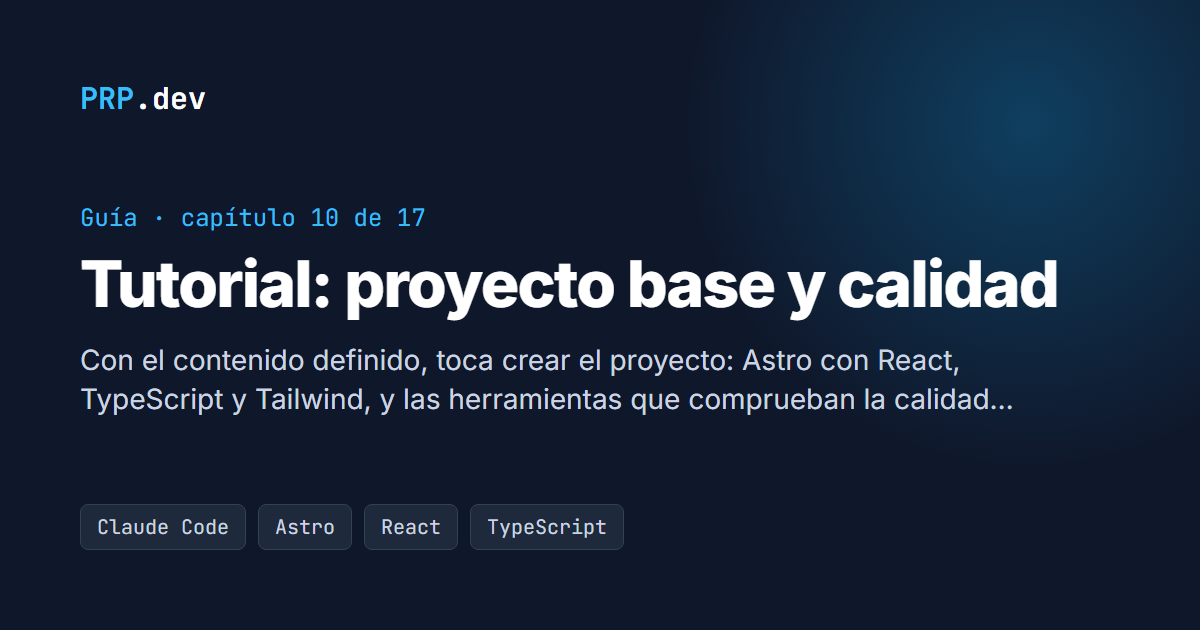 PRP.dev
Guía · capítulo 10 de 17
Tutorial: proyecto base y calidad
Con el contenido definido, toca crear el proyecto: Astro con React,
TypeScript y Tailwind, y las herramientas que comprueban la calidad...
Claude Code Astro React TypeScript